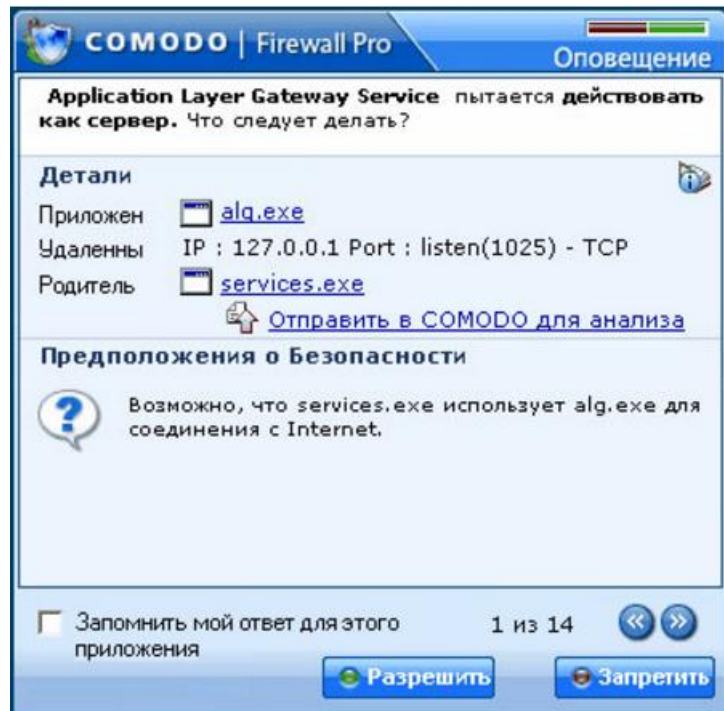 COMODO | Firewall Pro
Оповещение
Application Layer Gateway Service пытается действовать
как сервер. Что следует делать?
Детали
Приложен alg.exe
Удаленны IP : 127.0.0.1 Port : listen(1025) - TCP
Родитель services.exe
Отправить в COMODO для анализа
Предположения о Безопасности
Возможно, что services.exe использует alg.exe для
соединения с Internet.
Запомнить мой ответ для этого
приложения
1 из 14
Разрешить
Запретить